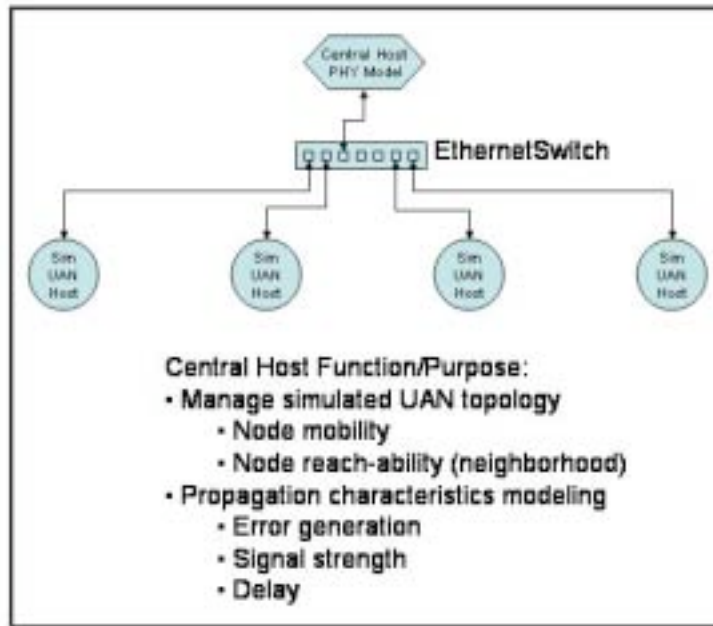 Central Host
PHY Model
EthernetSwitch
Sim
UAN
Host
Sim
UAN
Host
Sim
UAN
Host
Sim
UAN
Host
Central Host Function/Purpose:
• Manage simulated UAN topology
• Node mobility
• Node reach-ability (neighborhood)
• Propagation characteristics modeling
• Error generation
• Signal strength
• Delay